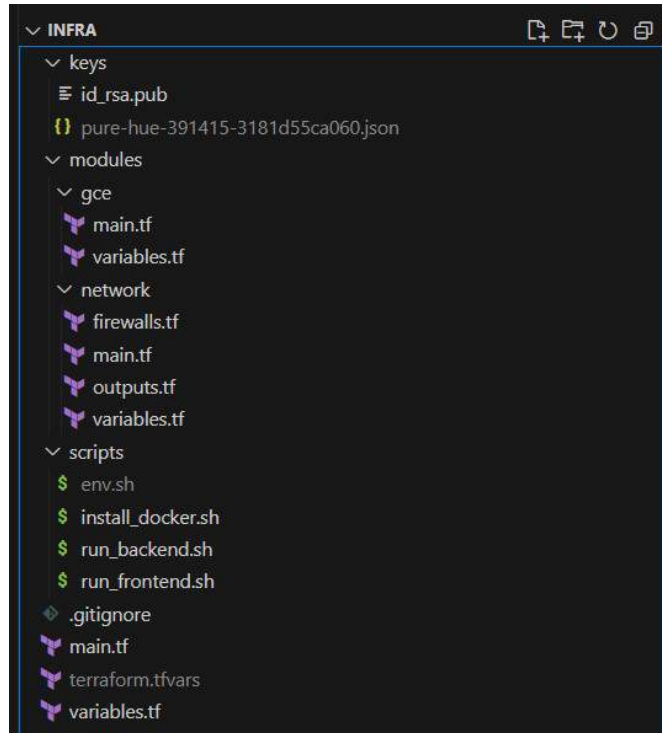 INFRA
keys
id_rsa.pub
{} pure-hue-391415-3181d55ca060.json
modules
gce
main.tf
variables.tf
network
firewalls.tf
main.tf
outputs.tf
variables.tf
scripts
$ env.sh
$ install_docker.sh
$ run_backend.sh
$ run_frontend.sh
.gitignore
main.tf
terraform.tfvars
variables.tf